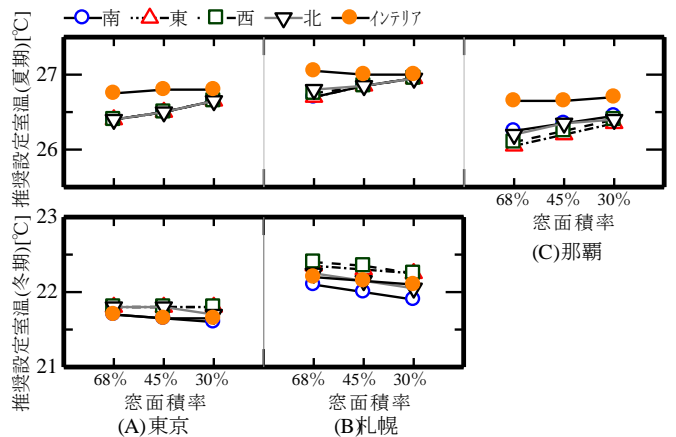 南 東 西 北 インテリア
推奨設定室温(夏期)[℃]
27
26
68% 45% 30%
窓面積率
(C)那覇
推奨設定室温(冬期)[℃]
23
22
21
68% 45% 30% 68% 45% 30%
窓面積率 窓面積率
(A)東京 (B)札幌